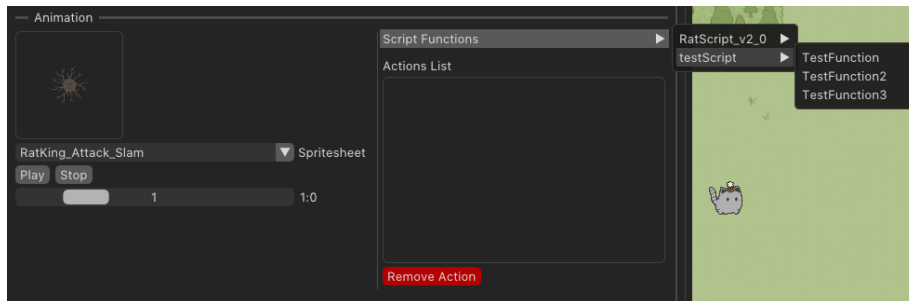 Animation
Script Functions
RatScript_v2_0
testScript
TestFunction
TestFunction2
TestFunction3
Actions List
RatKing_Attack_Slam
Spritesheet
Play
Stop
1
1:0
Remove Action